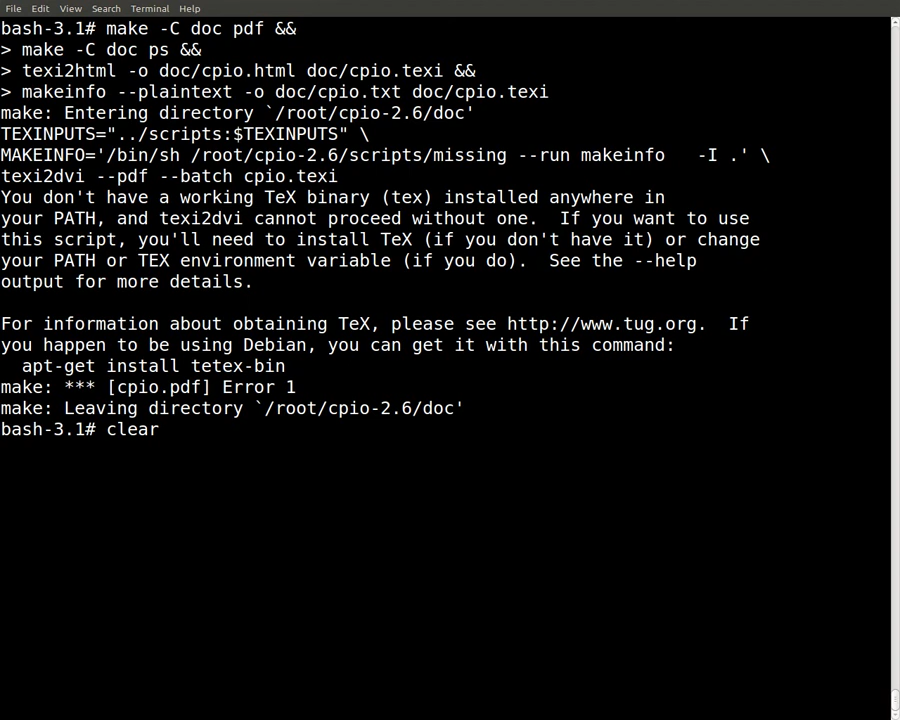 File Edit View Search Terminal Help
bash-3.1# make -C doc pdf &&
> make -C doc ps &&
> texi2html -o doc/cpio.html doc/cpio.texi &&
> makeinfo --plaintext -o doc/cpio.txt doc/cpio.texi
make: Entering directory `/root/cpio-2.6/doc'
TEXINPUTS="../scripts:$TEXINPUTS" \
MAKEINFO='/bin/sh /root/cpio-2.6/scripts/missing --run makeinfo   -I .' \
texi2dvi --pdf --batch cpio.texi
You don't have a working TeX binary (tex) installed anywhere in
your PATH, and texi2dvi cannot proceed without one.  If you want to use
this script, you'll need to install TeX (if you don't have it) or change
your PATH or TEX environment variable (if you do).  See the --help
output for more details.

For information about obtaining TeX, please see http://www.tug.org.  If
you happen to be using Debian, you can get it with this command:
  apt-get install tetex-bin
make: *** [cpio.pdf] Error 1
make: Leaving directory `/root/cpio-2.6/doc'
bash-3.1# clear